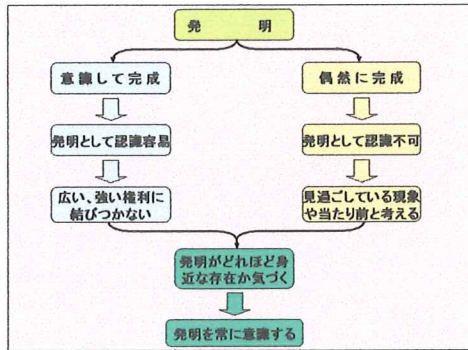 発　明
意識して完成
偶然に完成
発明として認識容易
発明として認識不可
広い、強い権利に
結びつかない
見過ごしている現象
や当たり前と考える
発明がどれほど身
近な存在か気づく
発明を常に意識する